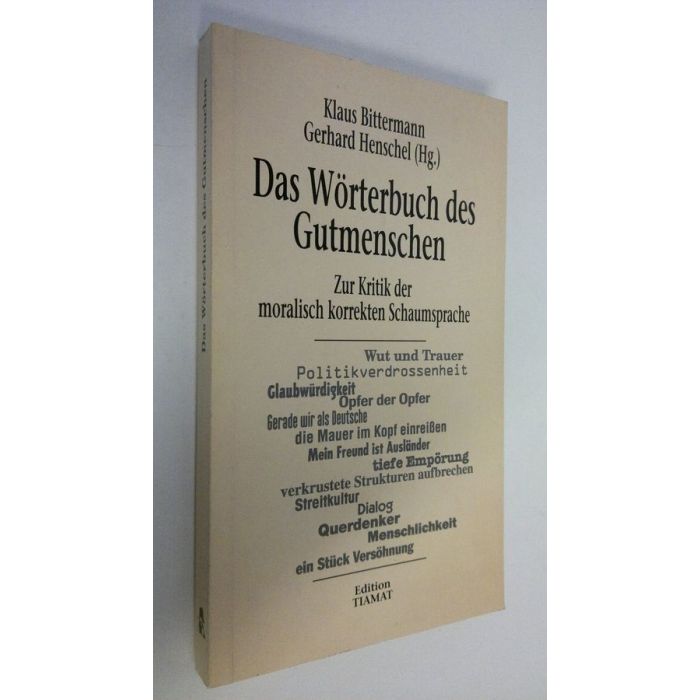 Das Wörterbuch des Gutmenschen
Klaus Bittermann
Gerhard Henschel (Hg.)
Das Wörterbuch des
Gutmenschen
Zur Kritik der
moralisch korrekten Schaumsprache
Wut und Trauer
Politikverdrossenheit
Glaubwürdigkeit
Opfer der Opfer
Gerade wir als Deutsche
die Mauer im Kopf einreißen
Mein Freund ist Ausländer
tiefe Empörung
verkrustete Strukturen aufbrechen
Streitkultur
Dialog
Querdenker
Menschlichkeit
ein Stück Versöhnung
Edition
TIAMAT